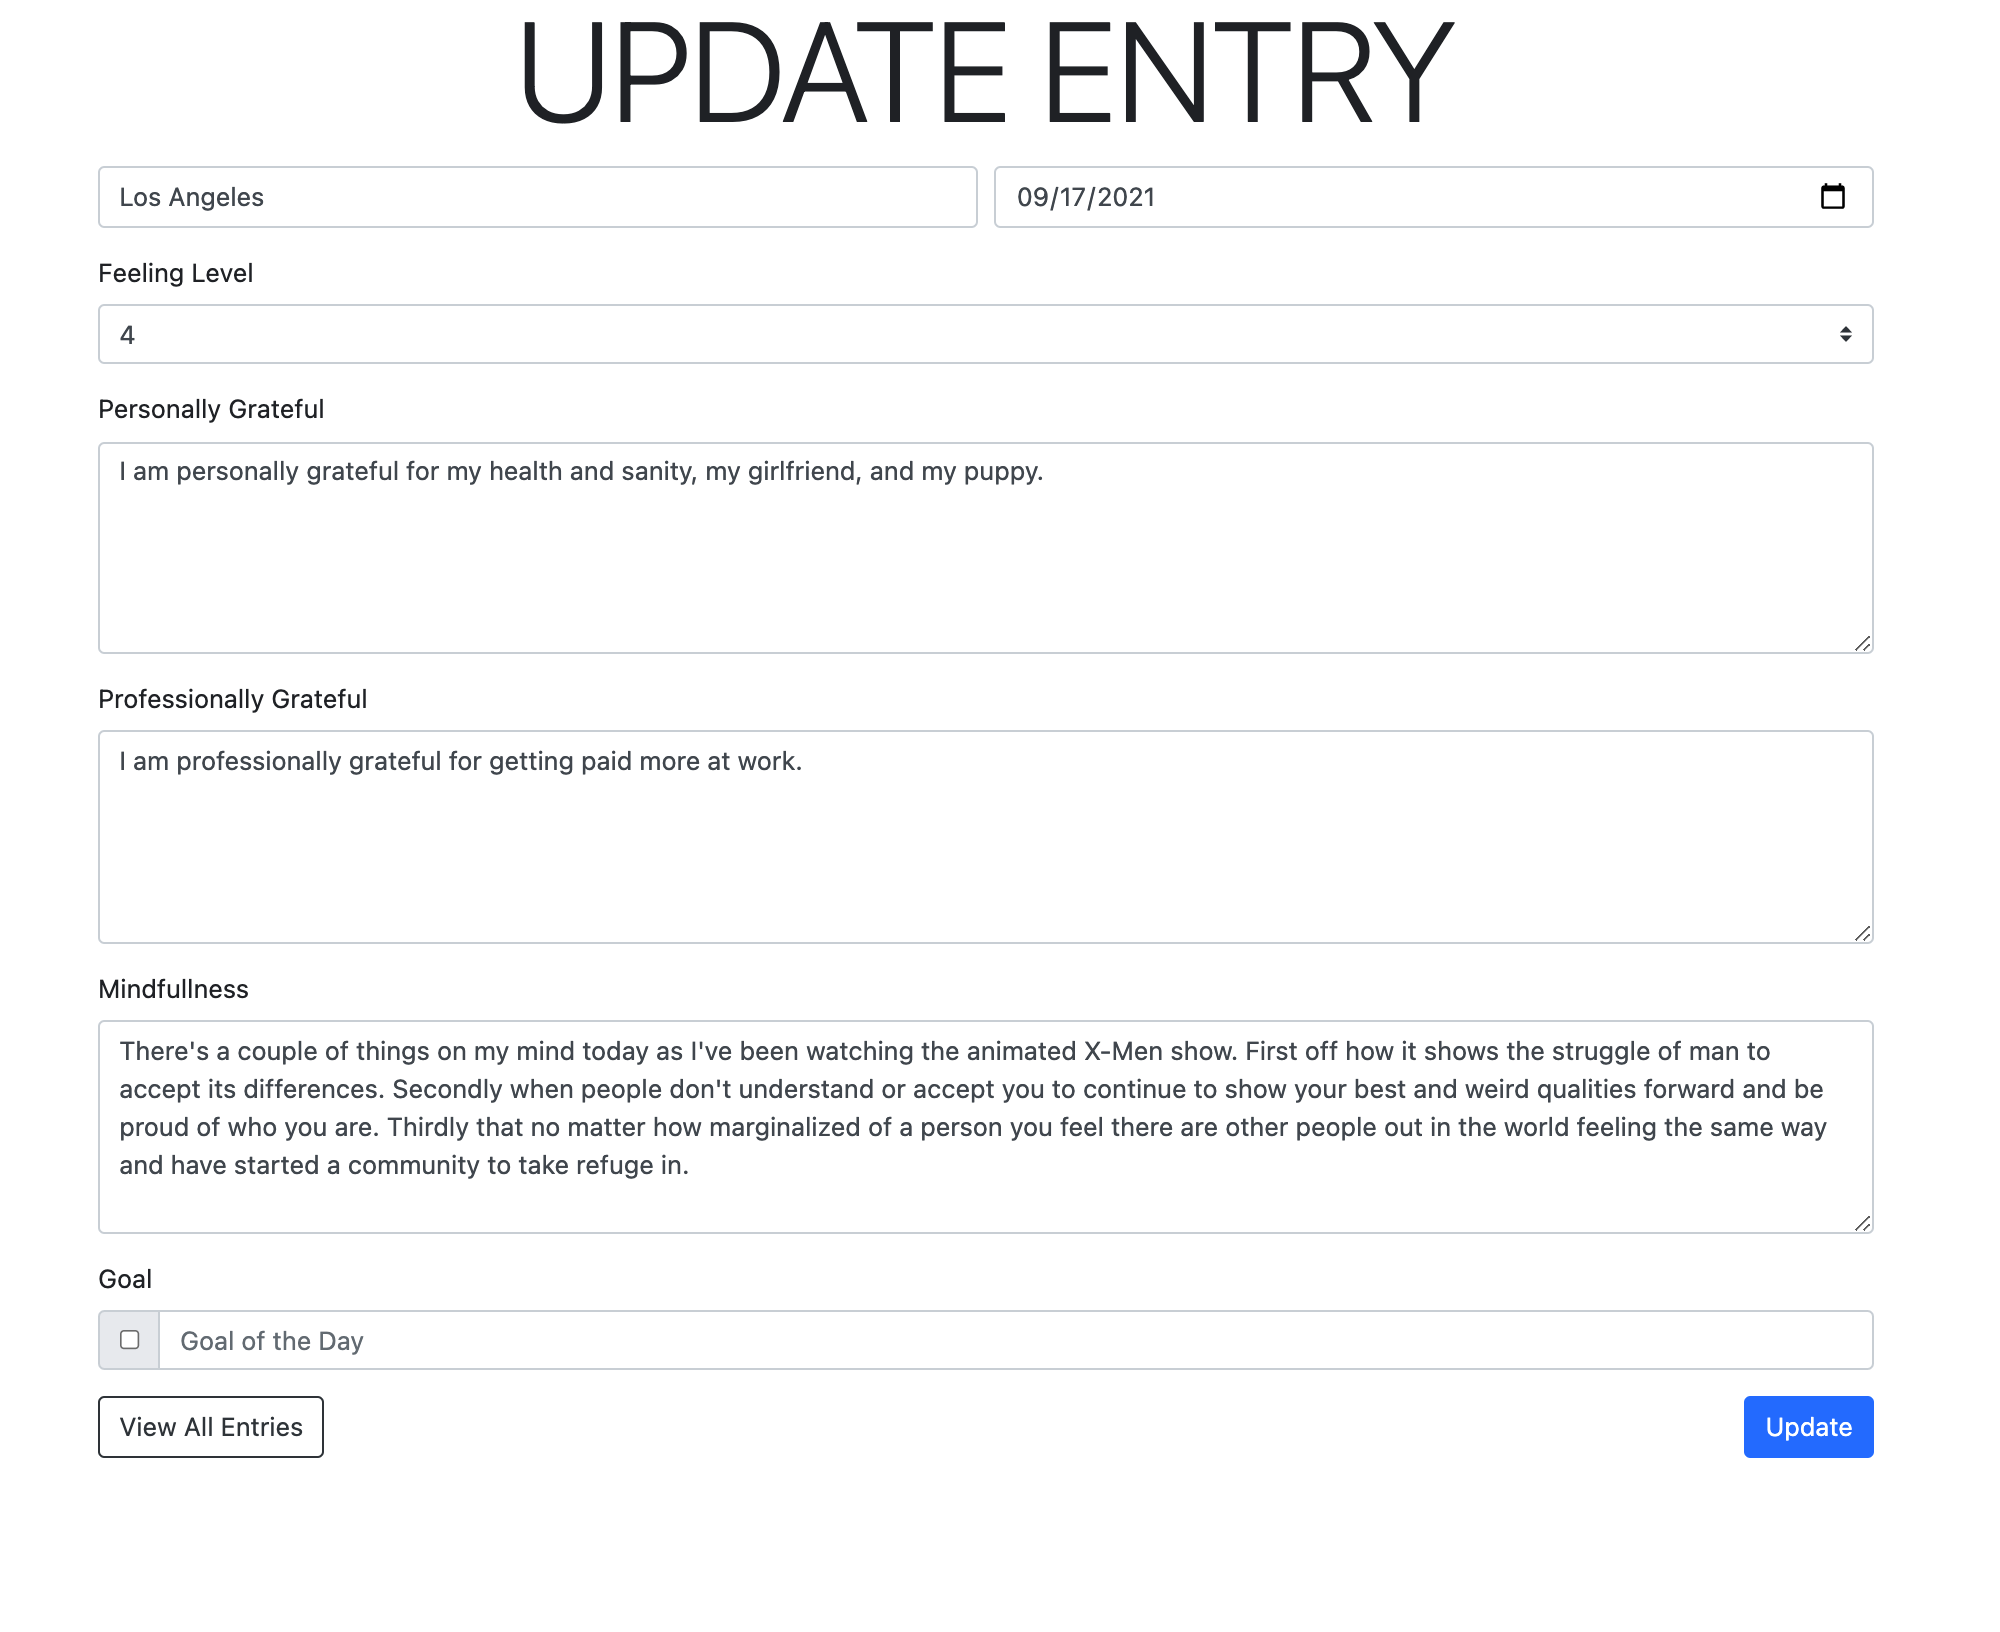 UPDATE ENTRY
Los Angeles
09/17/2021
Feeling Level
4
Personally Grateful
I am personally grateful for my health and sanity, my girlfriend, and my puppy.
Professionally Grateful
I am professionally grateful for getting paid more at work.
Mindfullness
There's a couple of things on my mind today as I've been watching the animated X-Men show. First off how it shows the struggle of man to
accept its differences. Secondly when people don't understand or accept you to continue to show your best and weird qualities forward and be
proud of who you are. Thirdly that no matter how marginalized of a person you feel there are other people out in the world feeling the same way
and have started a community to take refuge in.
Goal
Goal of the Day
View All Entries
Update